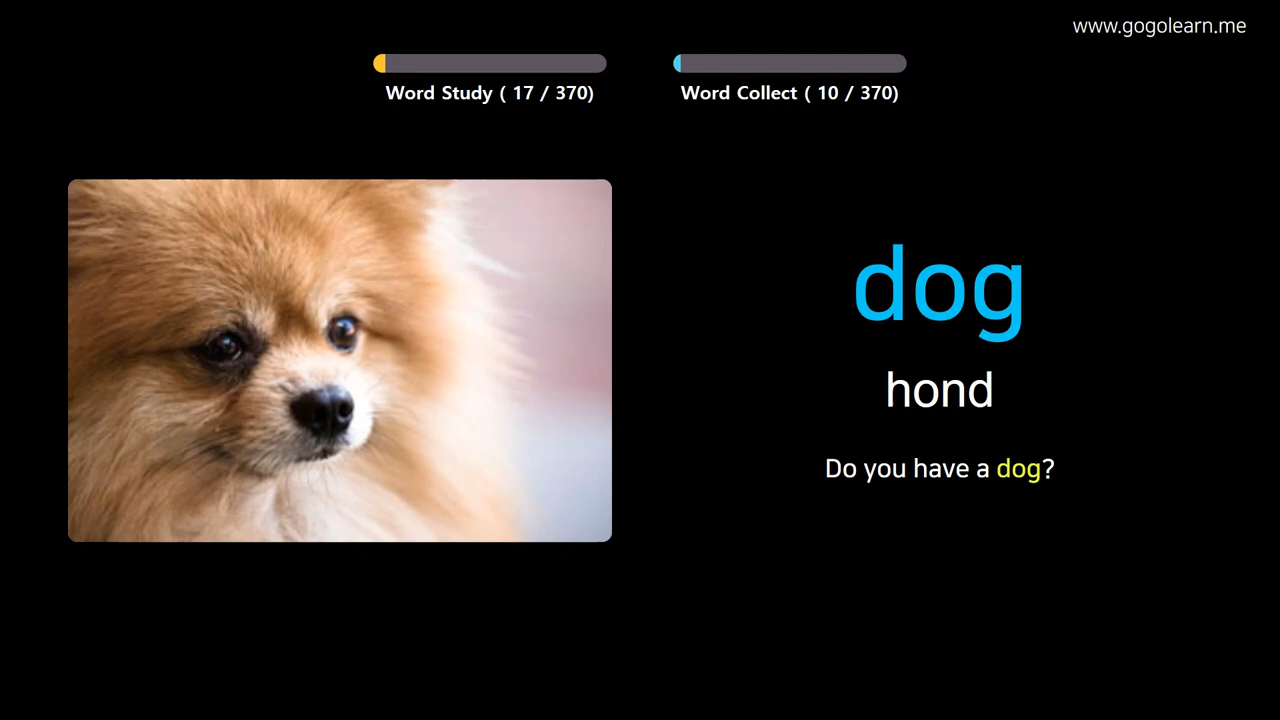 www.gogolearn.me
Word Study ( 17 / 370)
Word Collect ( 10 / 370)
dog
hond
Do you have a dog?